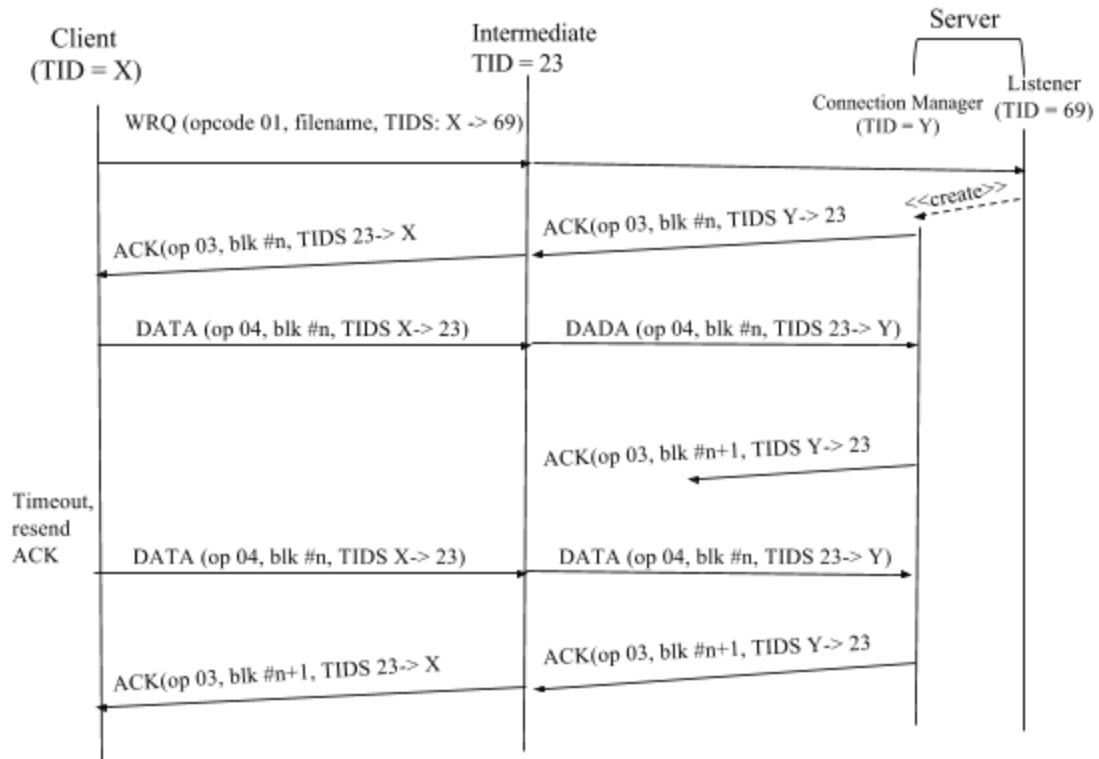 Server
Client
(TID = X)
Intermediate
TID = 23
Listener
(TID = 69)
Connection Manager
(TID = Y)
WRQ (opcode 01, filename, TIDS: X -> 69)
<<create>>
ACK(op 03, blk #n, TIDS 23-> X
ACK(op 03, blk #n, TIDS Y-> 23
DATA (op 04, blk #n, TIDS X-> 23)
DADA (op 04, blk #n, TIDS 23-> Y)
ACK(op 03, blk #n+1, TIDS Y-> 23
Timeout,
resend
ACK
DATA (op 04, blk #n, TIDS X-> 23)
DATA (op 04, blk #n, TIDS 23-> Y)
ACK(op 03, blk #n+1, TIDS 23-> X
ACK(op 03, blk #n+1, TIDS Y-> 23